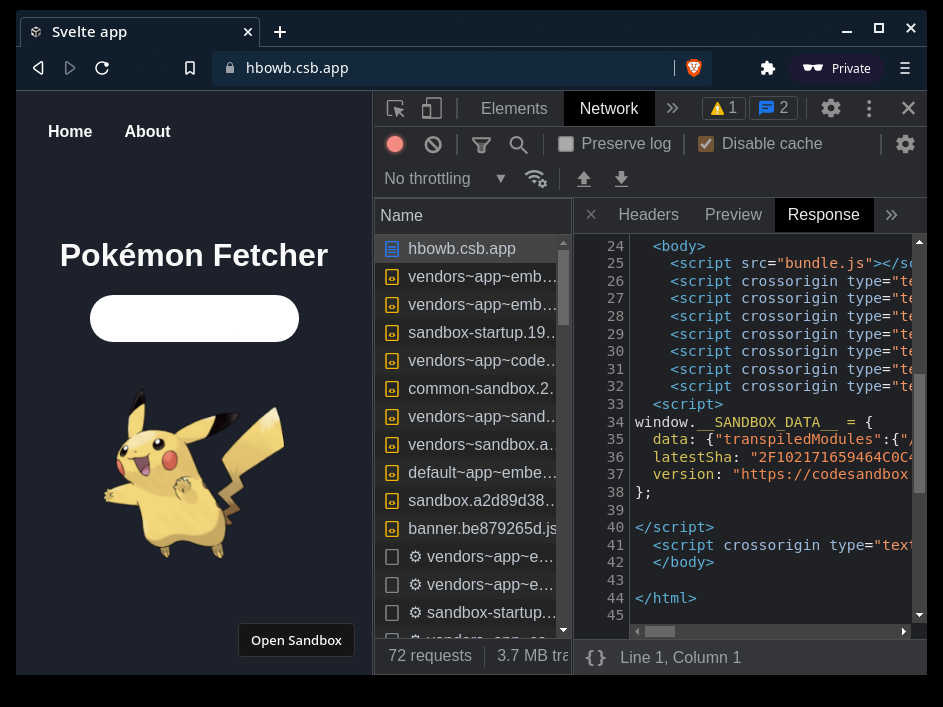 Svelte app
hbowb.csb.app
Private
Home About
Pokémon Fetcher
Open Sandbox
Elements Network 1 2
Preserve log Disable cache
No throttling
Name
hbowb.csb.app
vendors~app~emb…
vendors~app~emb…
sandbox-startup.19…
vendors~app~code…
common-sandbox.2…
vendors~app~sand…
vendors~sandbox.a…
default~app~embe…
sandbox.a2d89d38…
banner.be879265d.js
vendors~app~e…
vendors~app~e…
sandbox-startup…
72 requests 3.7 MB tra
Headers Preview Response
24 <body>
25 <script src="bundle.js"></sc
26 <script crossorigin type="te
27 <script crossorigin type="te
28 <script crossorigin type="te
29 <script crossorigin type="te
30 <script crossorigin type="te
31 <script crossorigin type="te
32 <script crossorigin type="te
33 <script>
34 window.__SANDBOX_DATA__ = {
35 data: {"transpiledModules":{"/
36 latestSha: "2F102171659464C0C4
37 version: "https://codesandbox
38 };
39
40 </script>
41 <script crossorigin type="text
42 </body>
43
44 </html>
45
{} Line 1, Column 1